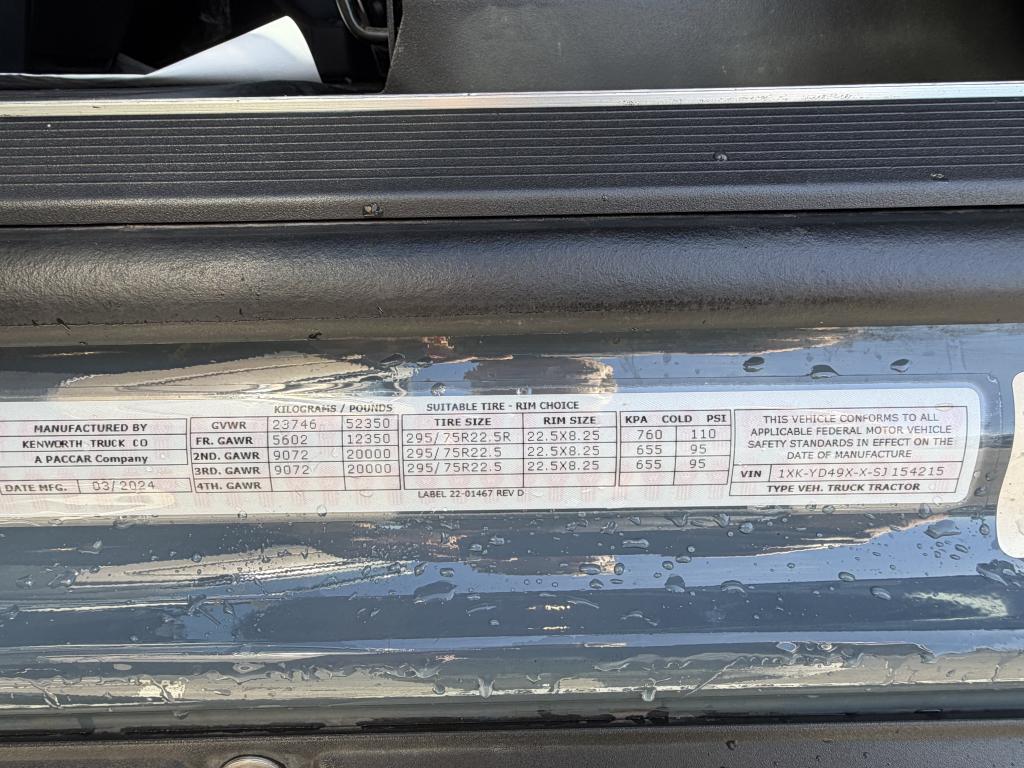 KILOGRAMS / POUNDS SUITABLE TIRE - RIM CHOICE
MANUFACTURED BY
KENWORTH TRUCK CO
A PACCAR Company
DATE MFG. 03/2024
GVWR 23746 52350
FR. GAWR 5602 12350
2ND. GAWR 9072 20000
3RD. GAWR 9072 20000
4TH. GAWR
TIRE SIZE RIM SIZE
295/75R22.5R 22.5X8.25
295/75R22.5 22.5X8.25
295/75R22.5 22.5X8.25
KPA COLD PSI
760 110
655 95
655 95
THIS VEHICLE CONFORMS TO ALL
APPLICABLE FEDERAL MOTOR VEHICLE
SAFETY STANDARDS IN EFFECT ON THE
DATE OF MANUFACTURE
VIN 1XK-YD49X-X-SJ154215
TYPE VEH. TRUCK TRACTOR
LABEL 22-01467 REV D